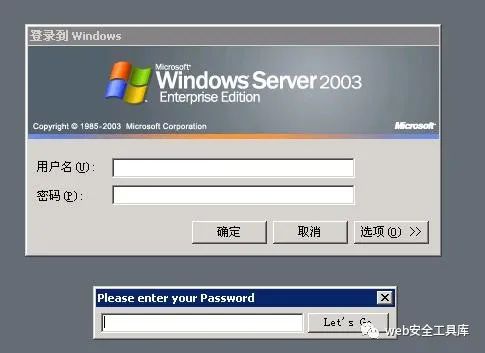 登录到 Windows
Microsoft
Windows Server 2003
Enterprise Edition
Copyright © 1985-2003 Microsoft Corporation
Microsoft
用户名(U):
密码(P):
确定
取消
选项(O) >>
Please enter your Password
Let's Go
web安全工具库